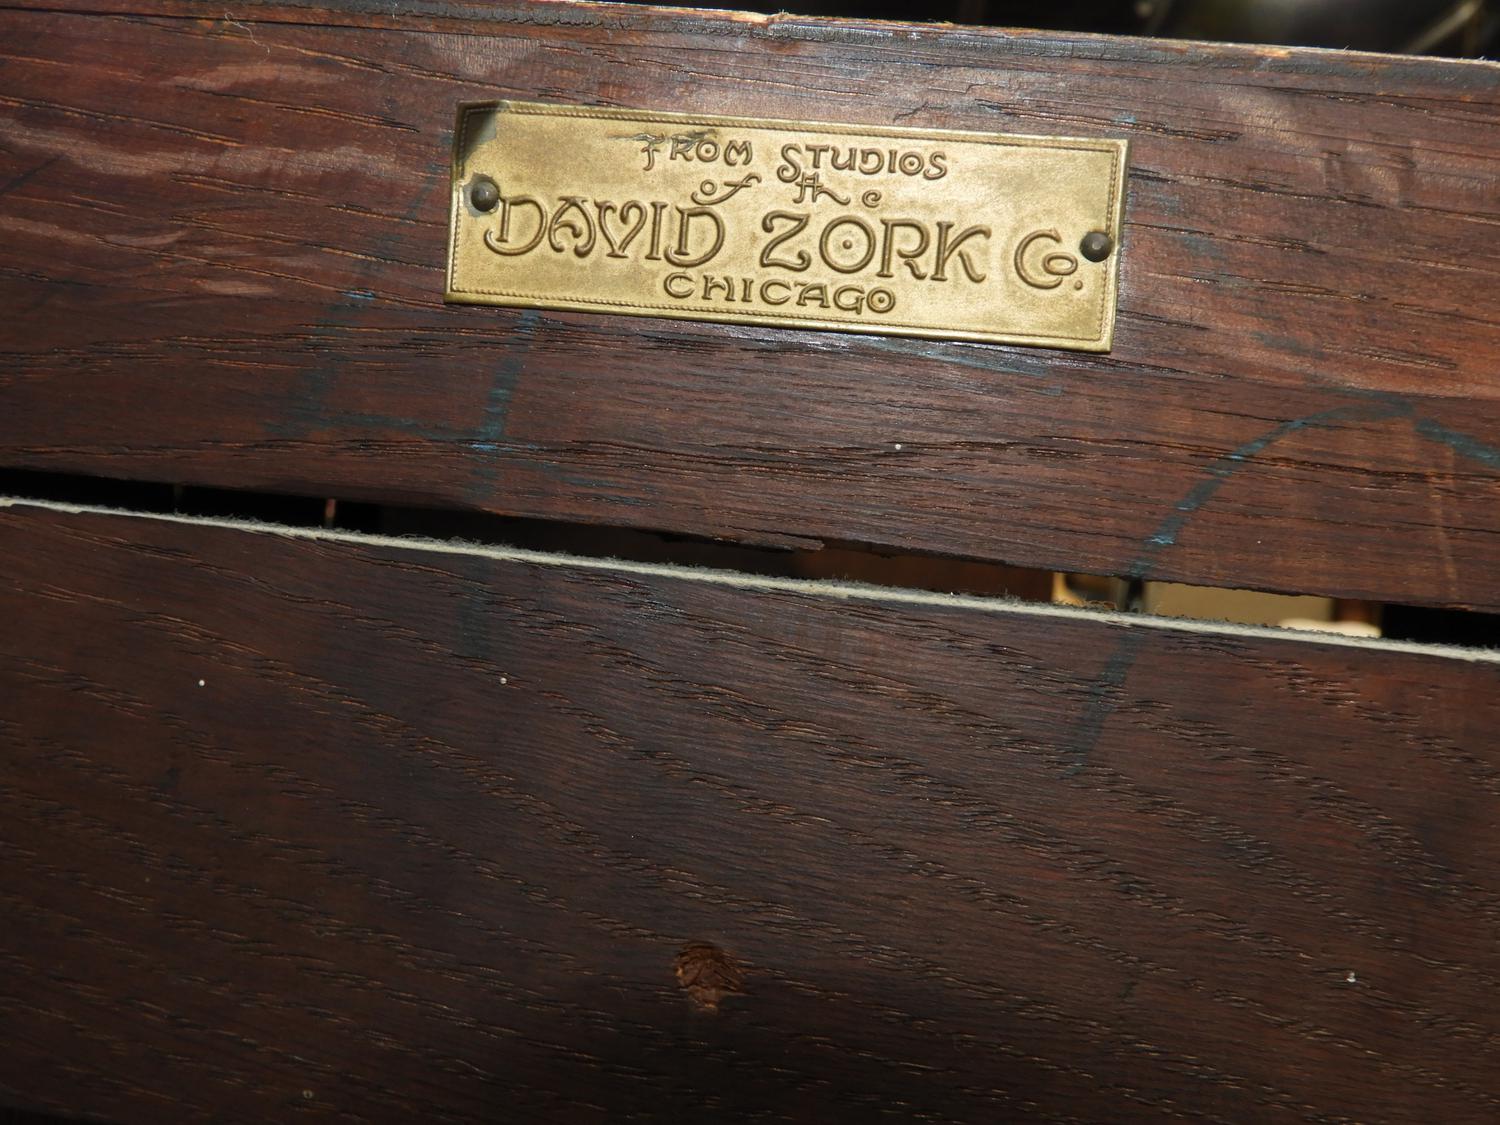 FROM STUDIOS
of the
DAVID ZORK Co.
CHICAGO